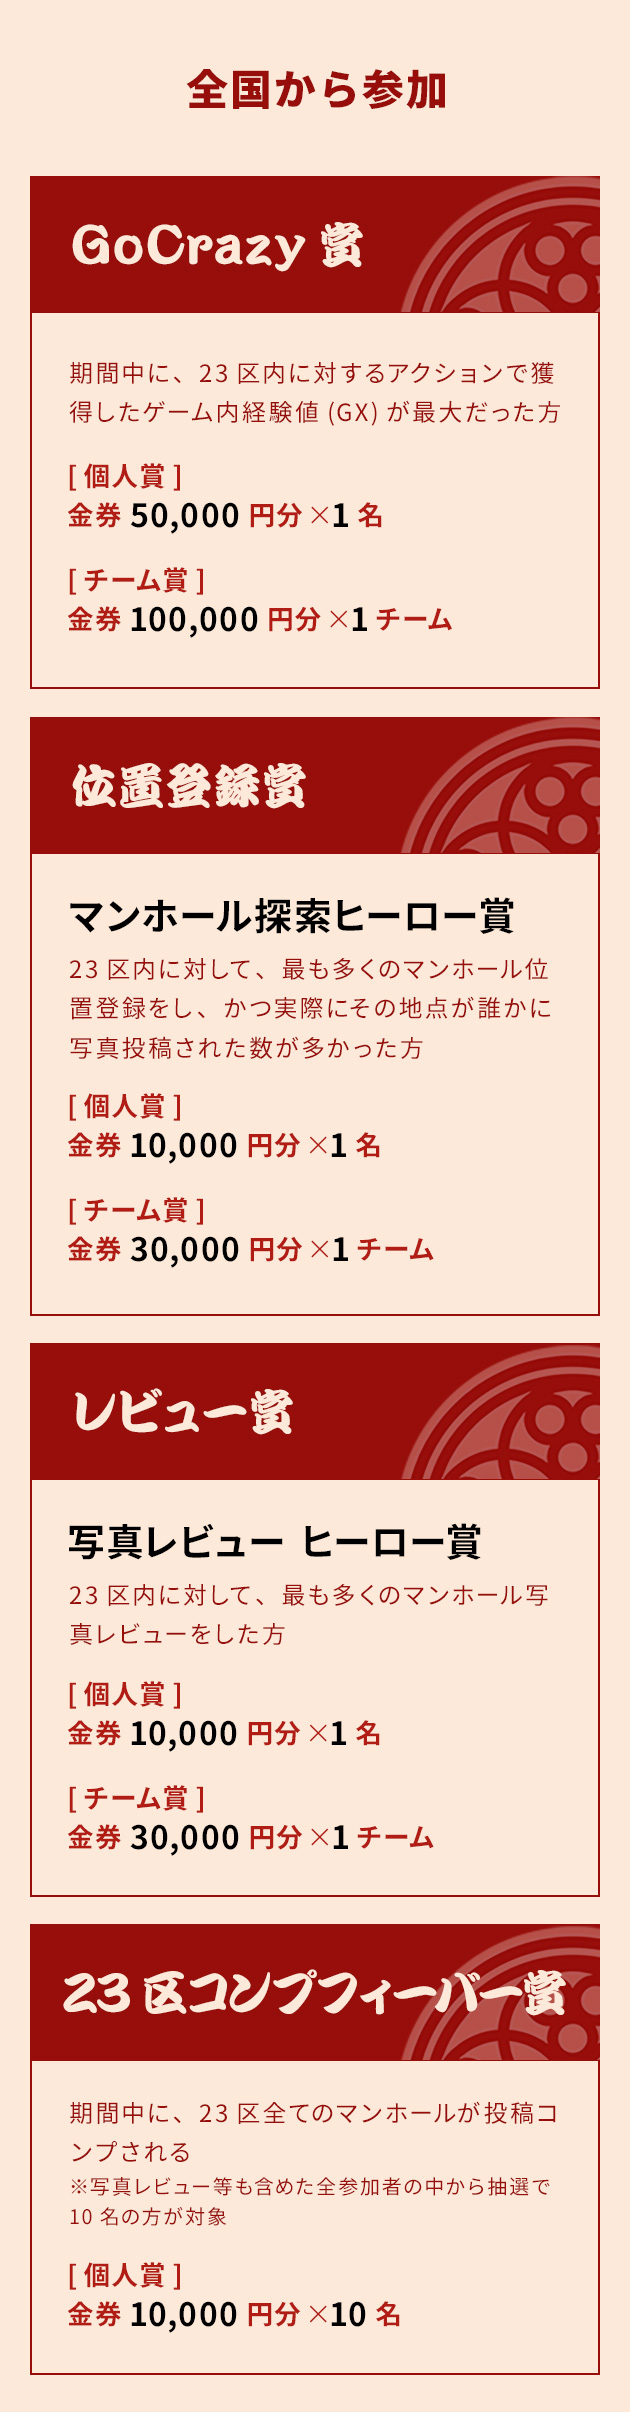 全国から参加
GoCrazy 賞
期間中に、23 区内に対するアクションで獲
得したゲーム内経験値 (GX) が最大だった方
[ 個人賞 ]
金券 50,000 円分 ×1 名
[ チーム賞 ]
金券 100,000 円分 ×1 チーム
位置登録賞
マンホール探索ヒーロー賞
23 区内に対して、最も多くのマンホール位
置登録をし、かつ実際にその地点が誰かに
写真投稿された数が多かった方
[ 個人賞 ]
金券 10,000 円分 ×1 名
[ チーム賞 ]
金券 30,000 円分 ×1 チーム
レビュー賞
写真レビュー ヒーロー賞
23 区内に対して、最も多くのマンホール写
真レビューをした方
[ 個人賞 ]
金券 10,000 円分 ×1 名
[ チーム賞 ]
金券 30,000 円分 ×1 チーム
23 区コンプフィーバー賞
期間中に、23 区全てのマンホールが投稿コ
ンプされる
※写真レビュー等も含めた全参加者の中から抽選で
10 名の方が対象
[ 個人賞 ]
金券 10,000 円分 ×10 名